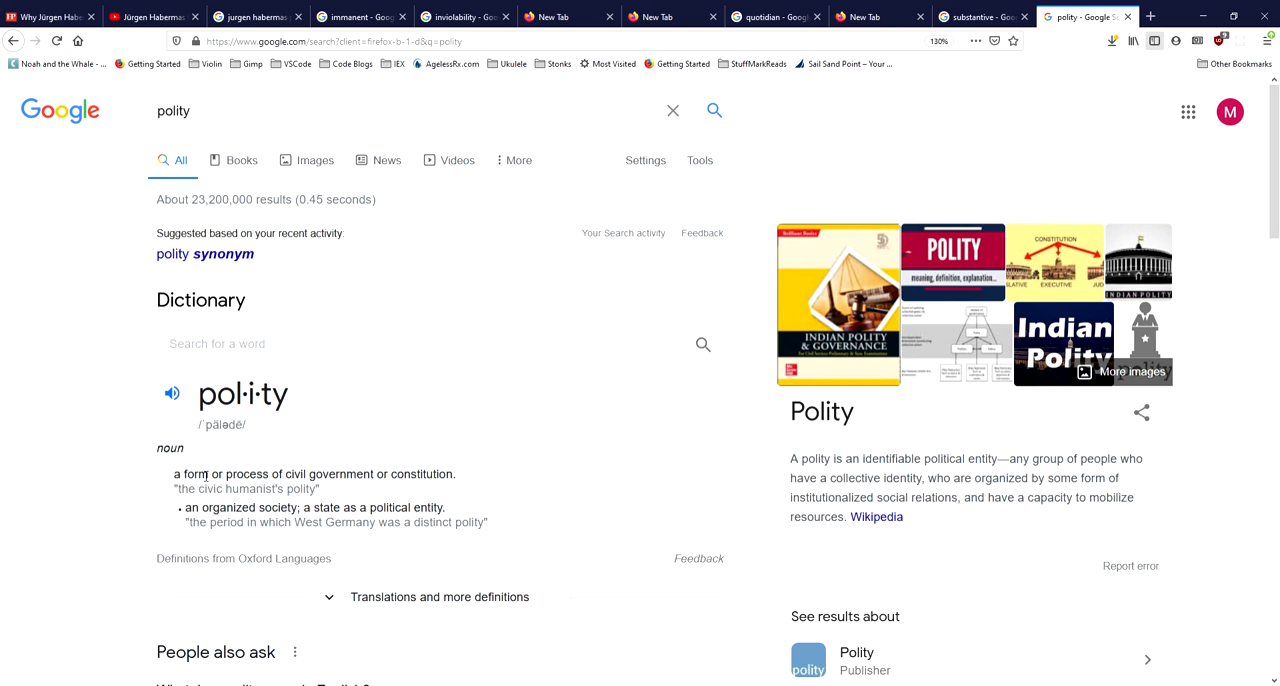 Why Jürgen Habe
Jürgen Habermas
jurgen habermas
immanent - Goog
inviolability - Goo
New Tab
New Tab
quotidian - Googl
New Tab
substantive - Goo
polity - Google Se
https://www.google.com/search?client=firefox-b-1-d&q=polity
130%
Noah and the Whale - ...
Getting Started
Violin
Gimp
VSCode
Code Blogs
IEX
AgelessRx.com
Ukulele
Stonks
Most Visited
Getting Started
StuffMarkReads
Sail Sand Point – Your ...
Other Bookmarks
Google
polity
M
All
Books
Images
News
Videos
More
Settings
Tools
About 23,200,000 results (0.45 seconds)
Suggested based on your recent activity:
Your Search activity
Feedback
polity synonym
Dictionary
Search for a word
pol·i·ty
/ˈpälədē/
noun
a form or process of civil government or constitution.
"the civic humanist's polity"
• an organized society; a state as a political entity.
"the period in which West Germany was a distinct polity"
Definitions from Oxford Languages
Feedback
Translations and more definitions
People also ask
INDIAN POLITY
& GOVERNANCE
POLITY
meaning, definition, explanation...
CONSTITUTION
SLATIVE
EXECUTIVE
JUD
INDIAN POLITY
Indian
Polity
polity
More images
Polity
A polity is an identifiable political entity—any group of people who
have a collective identity, who are organized by some form of
institutionalized social relations, and have a capacity to mobilize
resources. Wikipedia
Report error
See results about
polity
Polity
Publisher